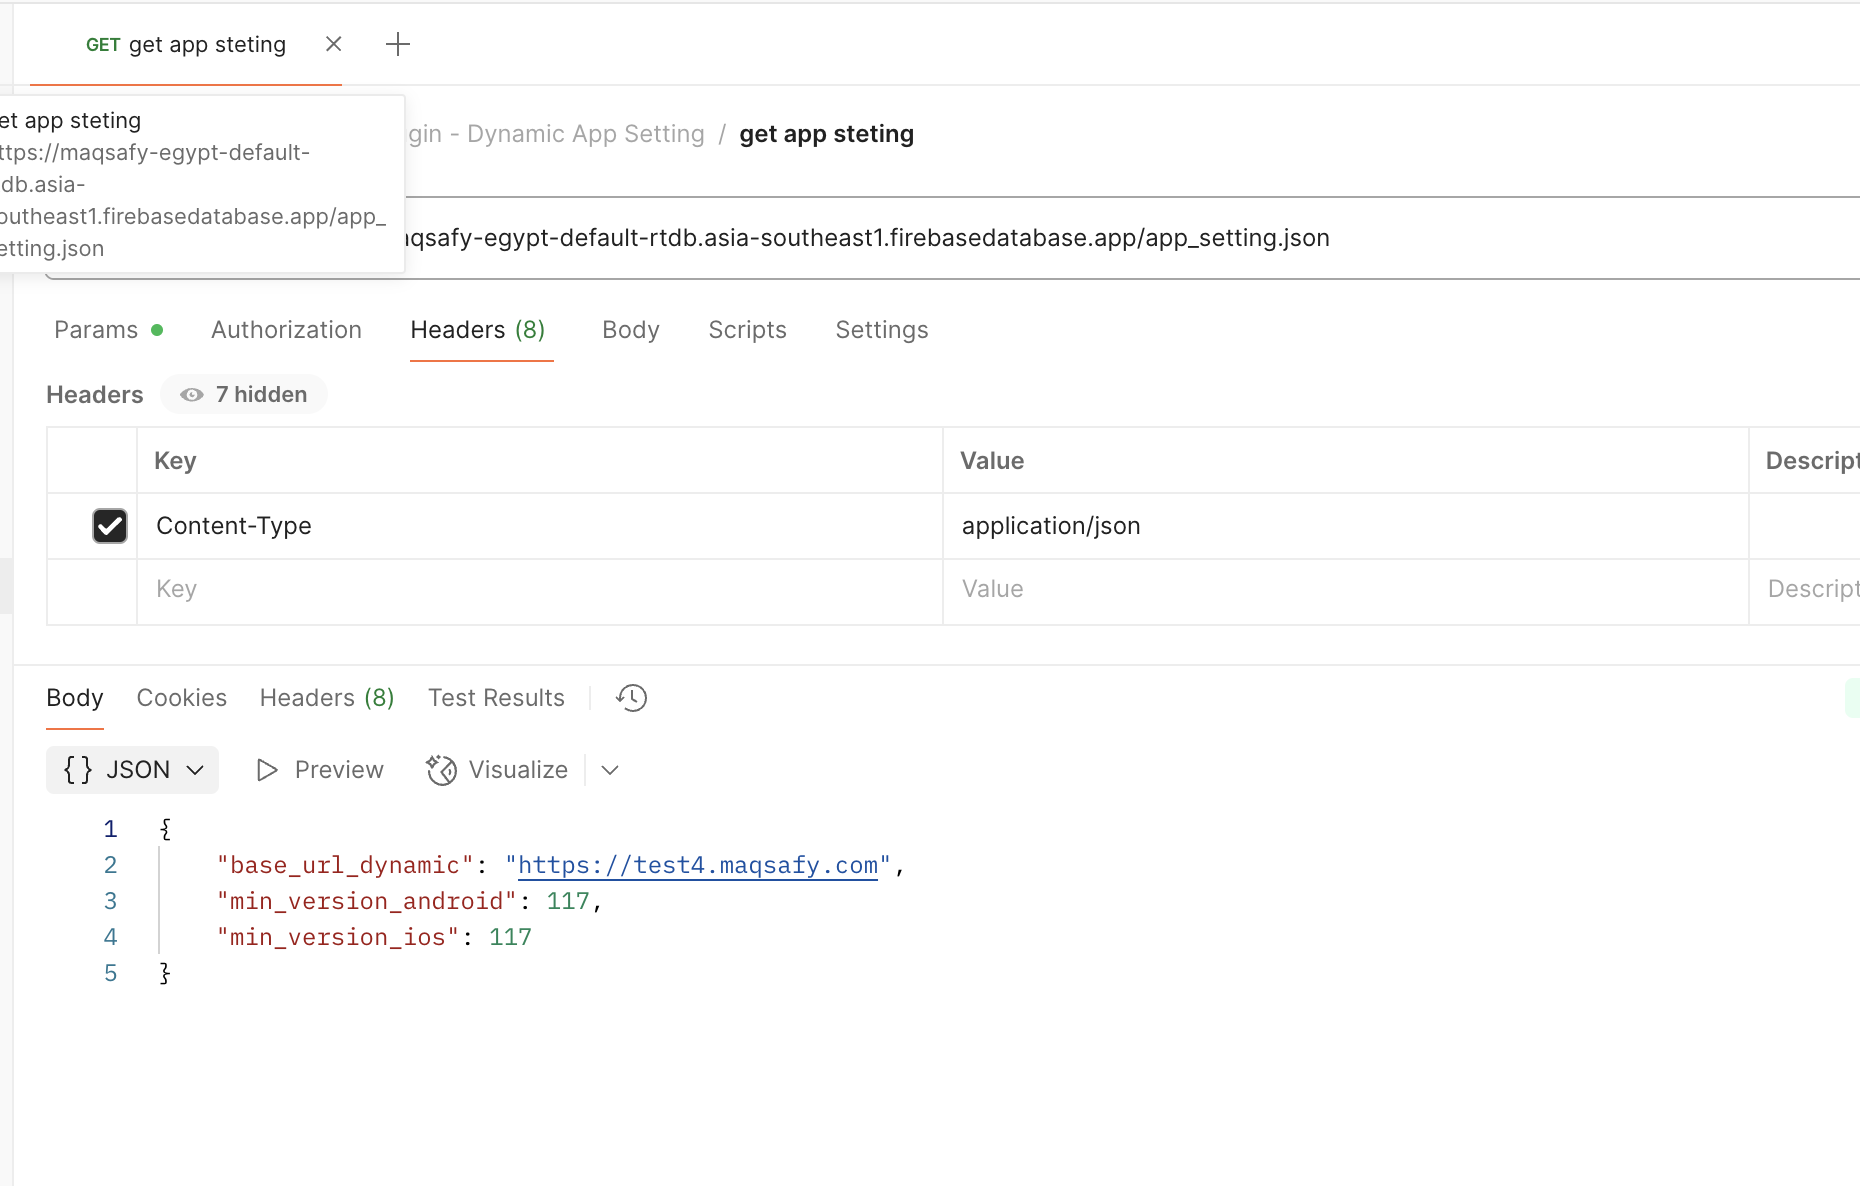 GET get app steting
et app steting
ttps://maqsafy-egypt-default-
db.asia-
outheast1.firebasedatabase.app/app_
etting.json
gin - Dynamic App Setting / get app steting
qsafy-egypt-default-rtdb.asia-southeast1.firebasedatabase.app/app_setting.json
Params Authorization Headers (8) Body Scripts Settings
Headers 7 hidden
Key Value Descript
Content-Type application/json
Key Value Descript
Body Cookies Headers (8) Test Results
{} JSON Preview Visualize
1 {
2 "base_url_dynamic": "https://test4.maqsafy.com",
3 "min_version_android": 117,
4 "min_version_ios": 117
5 }